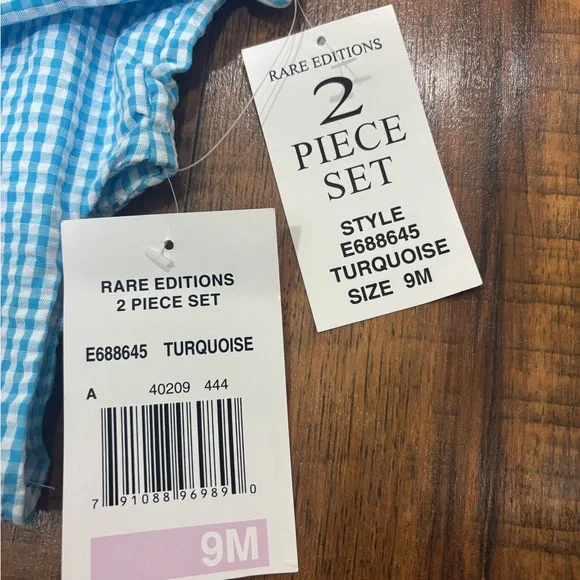 RARE EDITIONS
2
PIECE
SET
STYLE
E688645
TURQUOISE
SIZE 9M
RARE EDITIONS
2 PIECE SET
E688645 TURQUOISE
A 40209 444
7 91088 96989 0
9M